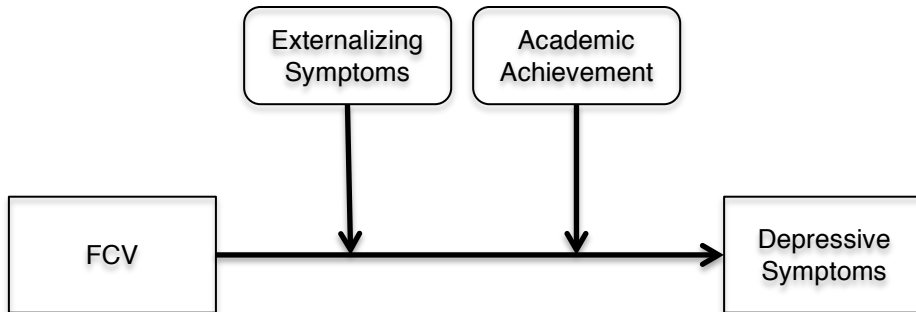 Externalizing
Symptoms
Academic
Achievement
FCV
Depressive
Symptoms